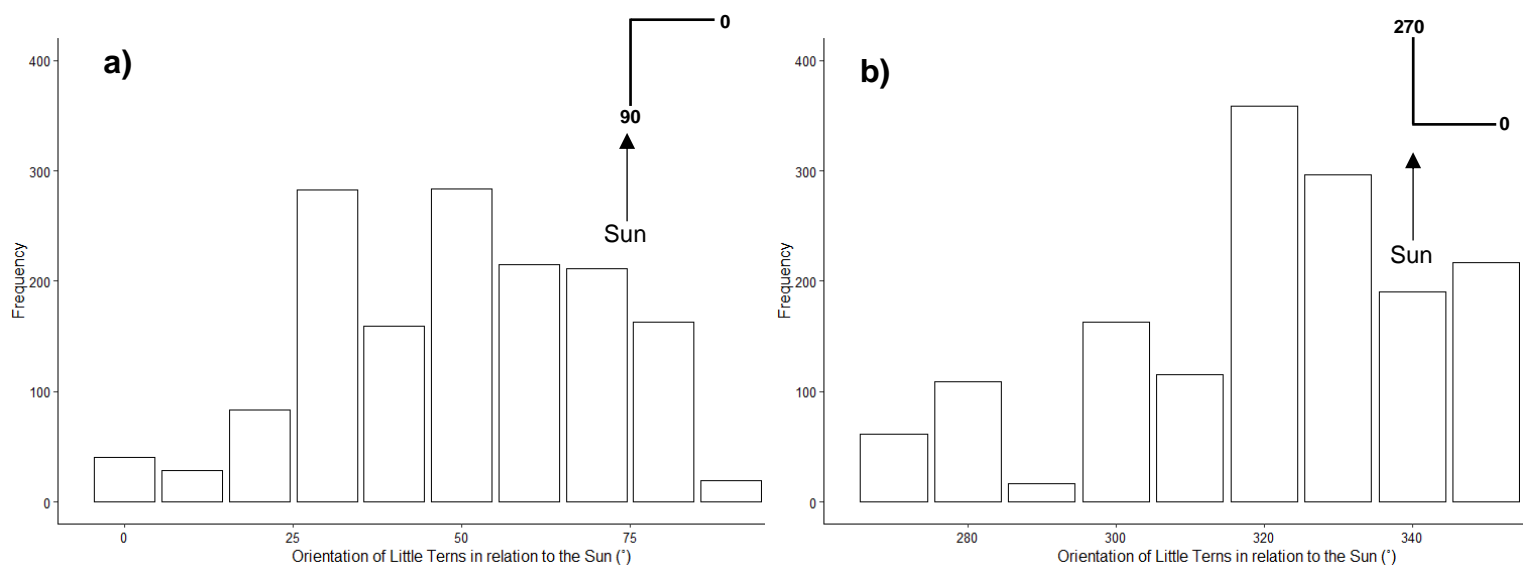 a)
0
90
Sun
400
300
200
100
0
Frequency
0 25 50 75
Orientation of Little Terns in relation to the Sun (°)
b)
270
0
Sun
400
300
200
100
0
Frequency
280 300 320 340
Orientation of Little Terns in relation to the Sun (°)